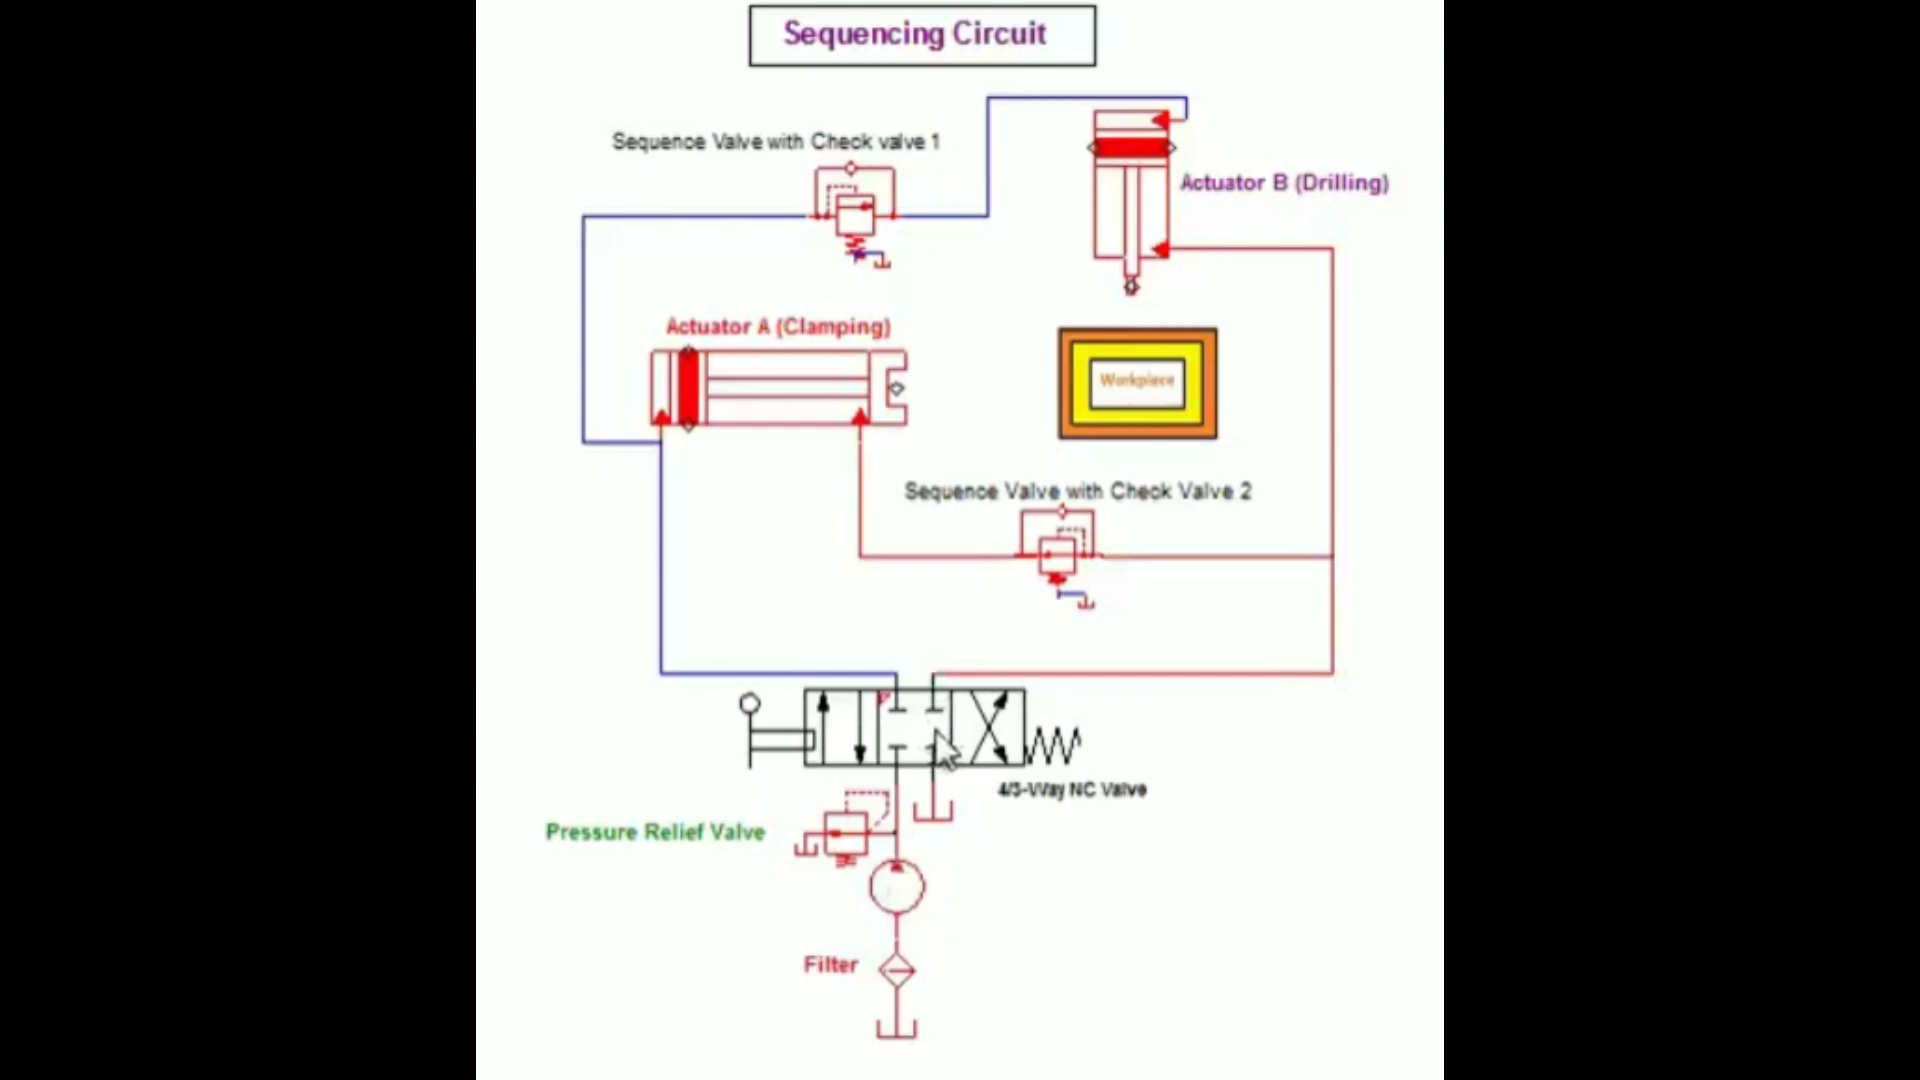 Sequencing Circuit
Sequence Valve with Check valve 1
Actuator B (Drilling)
Actuator A (Clamping)
Workpiece
Sequence Valve with Check Valve 2
4/3-Way NC Valve
Pressure Relief Valve
Filter